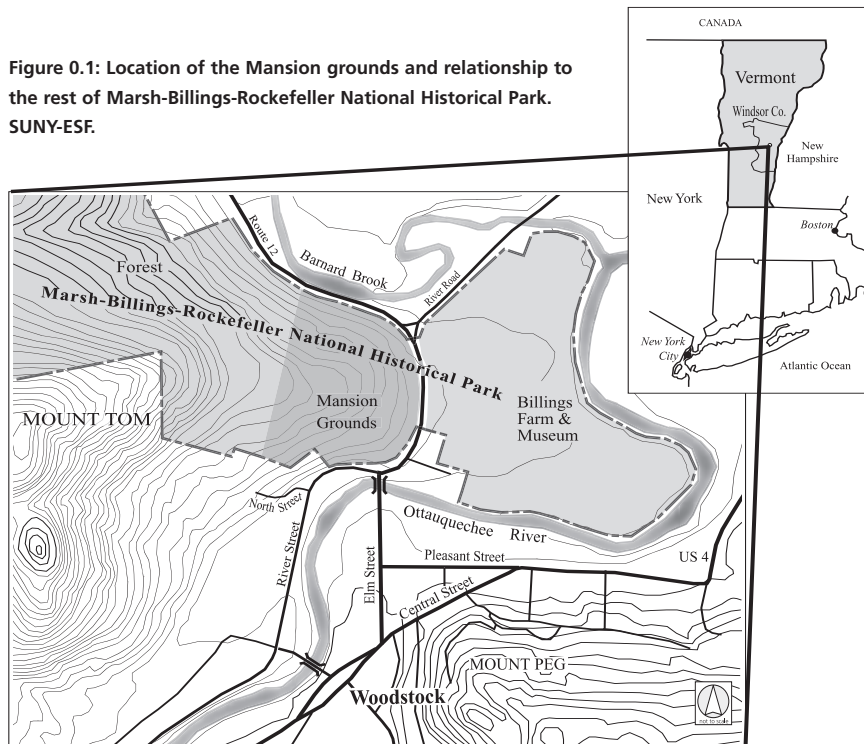 Figure 0.1: Location of the Mansion grounds and relationship to
the rest of Marsh-Billings-Rockefeller National Historical Park.
SUNY-ESF.
CANADA
Vermont
Windsor Co.
New
Hampshire
New York
Boston
New York
City
Atlantic Ocean
Route 12
Barnard Brook
River Road
Forest
Marsh-Billings-Rockefeller National Historical Park
Mansion
Grounds
Billings
Farm &
Museum
MOUNT TOM
North Street
River Street
Ottauquechee River
Elm Street
Pleasant Street
US 4
Central Street
MOUNT PEG
Woodstock
not to scale